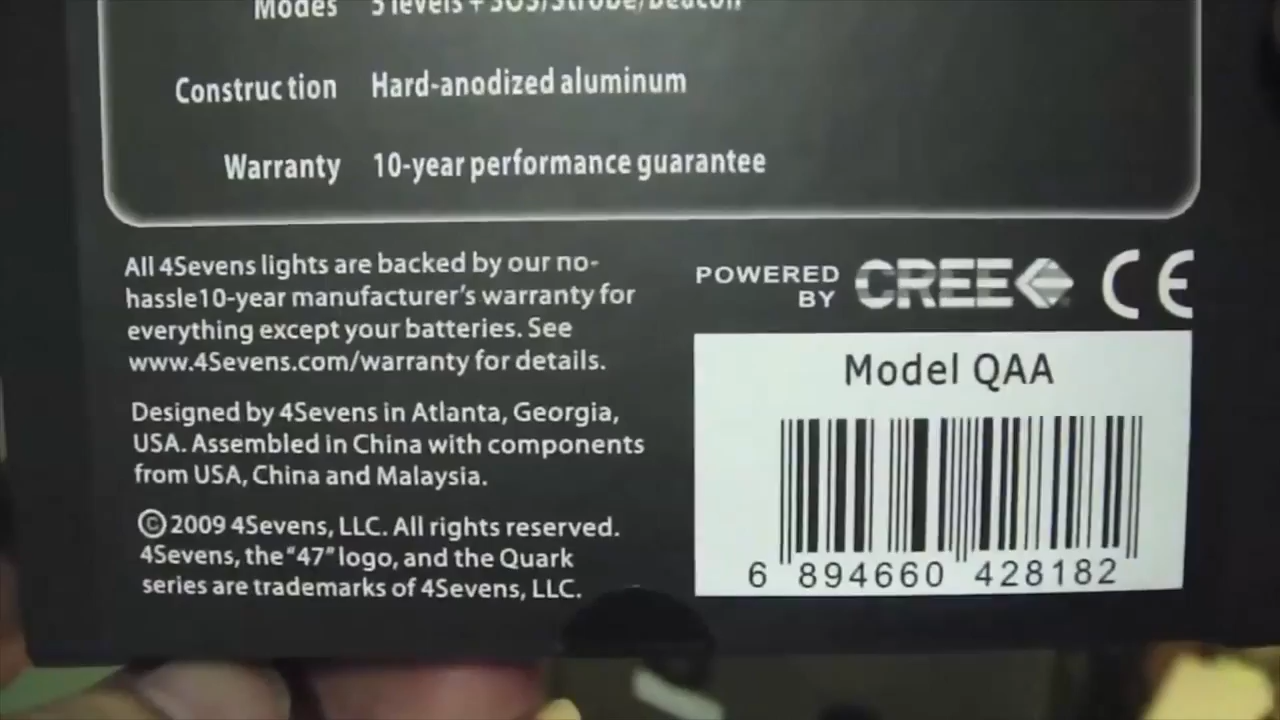 Modes 5 levels + SOS/Strobe/Beacon
Construction Hard-anodized aluminum
Warranty 10-year performance guarantee
All 4Sevens lights are backed by our no-
hassle10-year manufacturer's warranty for
everything except your batteries. See
www.4Sevens.com/warranty for details.
Designed by 4Sevens in Atlanta, Georgia,
USA. Assembled in China with components
from USA, China and Malaysia.
©2009 4Sevens, LLC. All rights reserved.
4Sevens, the "47" logo, and the Quark
series are trademarks of 4Sevens, LLC.
POWERED
BY CREE CE
Model QAA
6 894660 428182